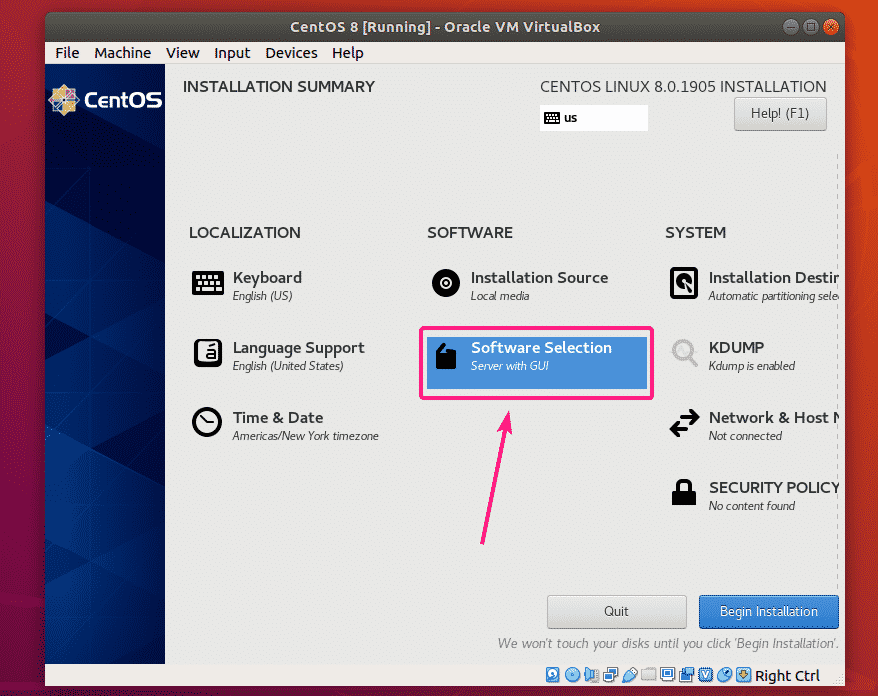 CentOS 8 [Running] - Oracle VM VirtualBox
File Machine View Input Devices Help
CentOS
INSTALLATION SUMMARY
CENTOS LINUX 8.0.1905 INSTALLATION
us
Help! (F1)
LOCALIZATION
Keyboard
English (US)
Language Support
English (United States)
Time & Date
Americas/New York timezone
SOFTWARE
Installation Source
Local media
Software Selection
Server with GUI
SYSTEM
Installation Destin
Automatic partitioning sele
KDUMP
Kdump is enabled
Network & Host N
Not connected
SECURITY POLICY
No content found
Quit
Begin Installation
We won't touch your disks until you click 'Begin Installation'.
Right Ctrl